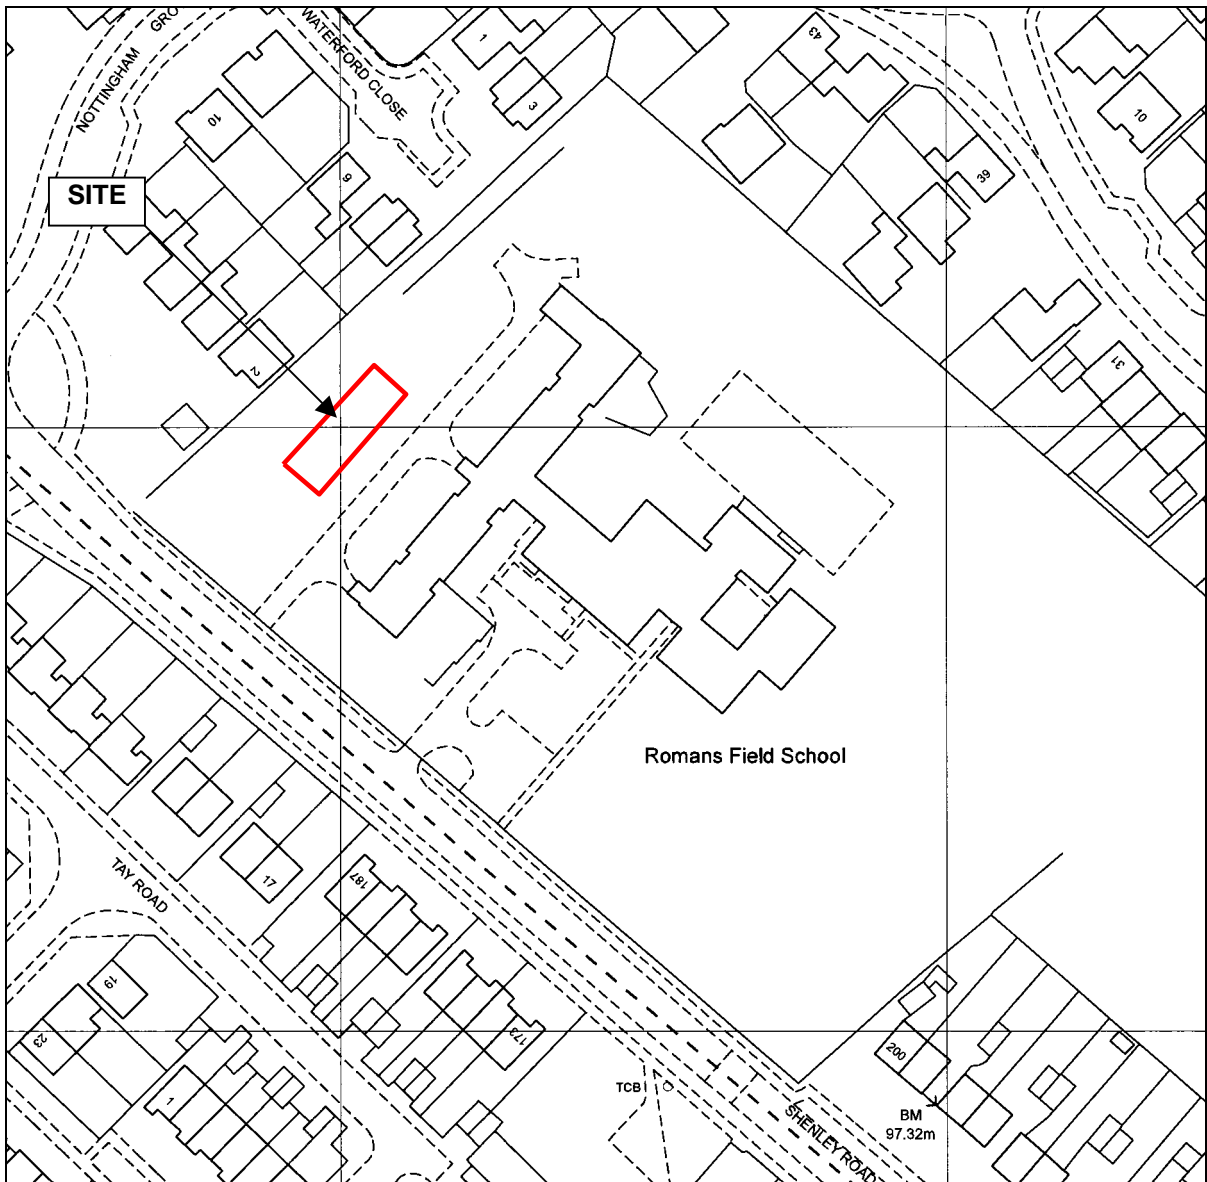 NOTTINGHAM
GRO
WATERFORD CLOSE
1
3
43
10
10
9
39
SITE
2
31
Romans Field School
TAY ROAD
17
187
19
23
1
173
200
TCB
SHENLEY ROAD
BM
97.32m